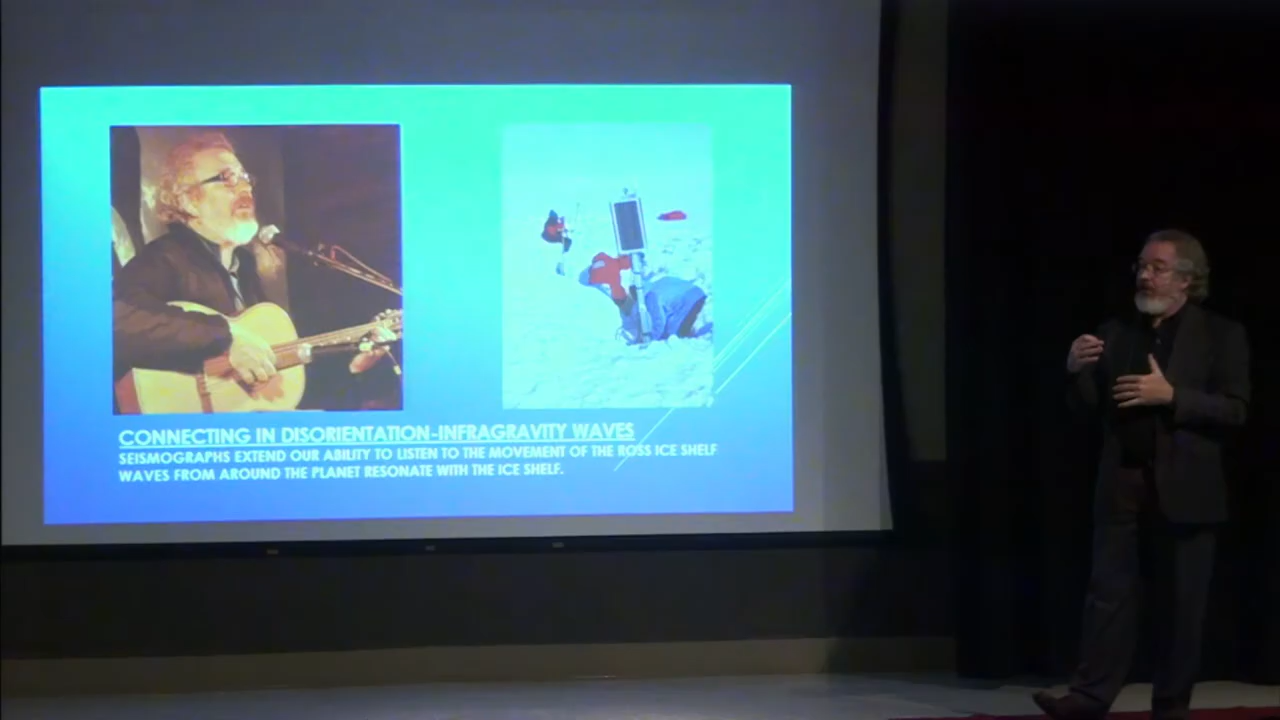 CONNECTING IN DISORIENTATION-INFRAGRAVITY WAVES
SEISMOGRAPHS EXTEND OUR ABILITY TO LISTEN TO THE MOVEMENT OF THE ROSS ICE SHELF
WAVES FROM AROUND THE PLANET RESONATE WITH THE ICE SHELF.